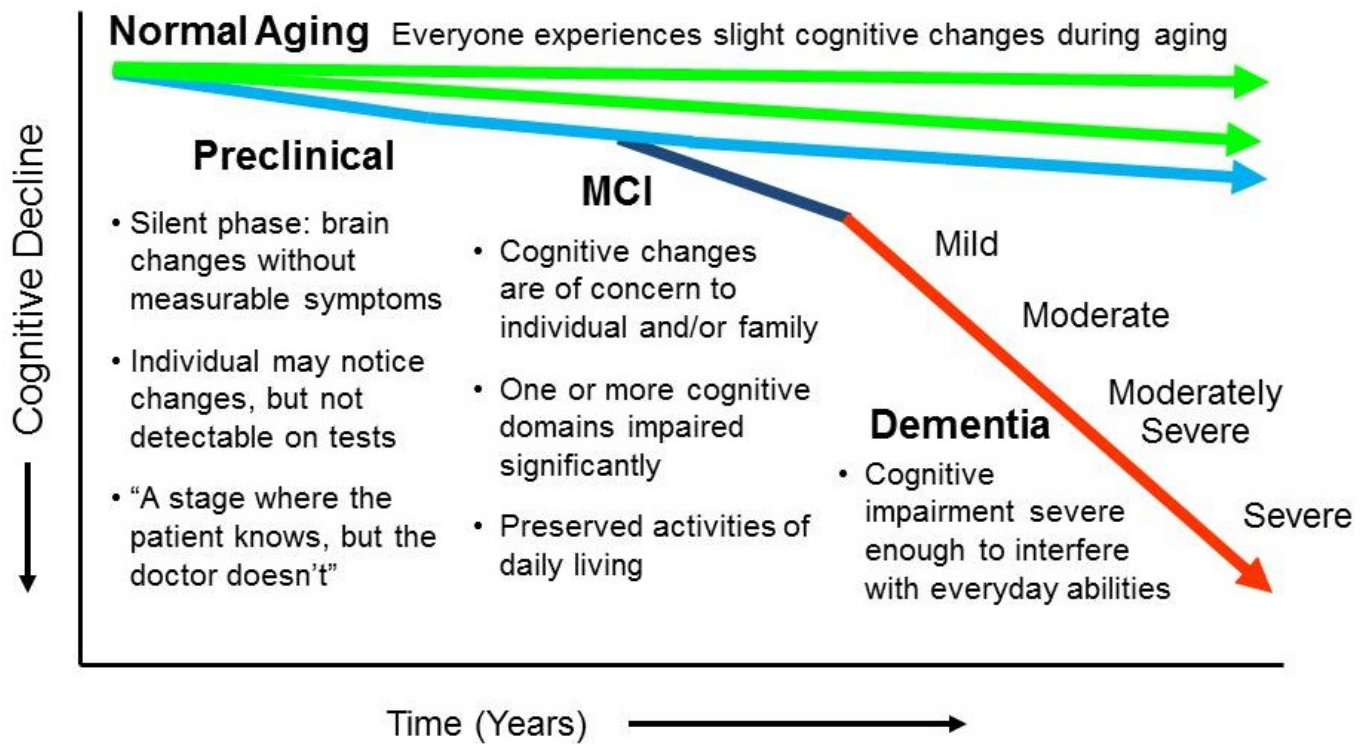 Normal Aging Everyone experiences slight cognitive changes during aging
Cognitive Decline
Preclinical
• Silent phase: brain
changes without
measurable symptoms
• Individual may notice
changes, but not
detectable on tests
• “A stage where the
patient knows, but the
doctor doesn’t”
MCI
• Cognitive changes
are of concern to
individual and/or family
• One or more cognitive
domains impaired
significantly
• Preserved activities of
daily living
Mild
Moderate
Moderately
Severe
Severe
Dementia
• Cognitive
impairment severe
enough to interfere
with everyday abilities
Time (Years)